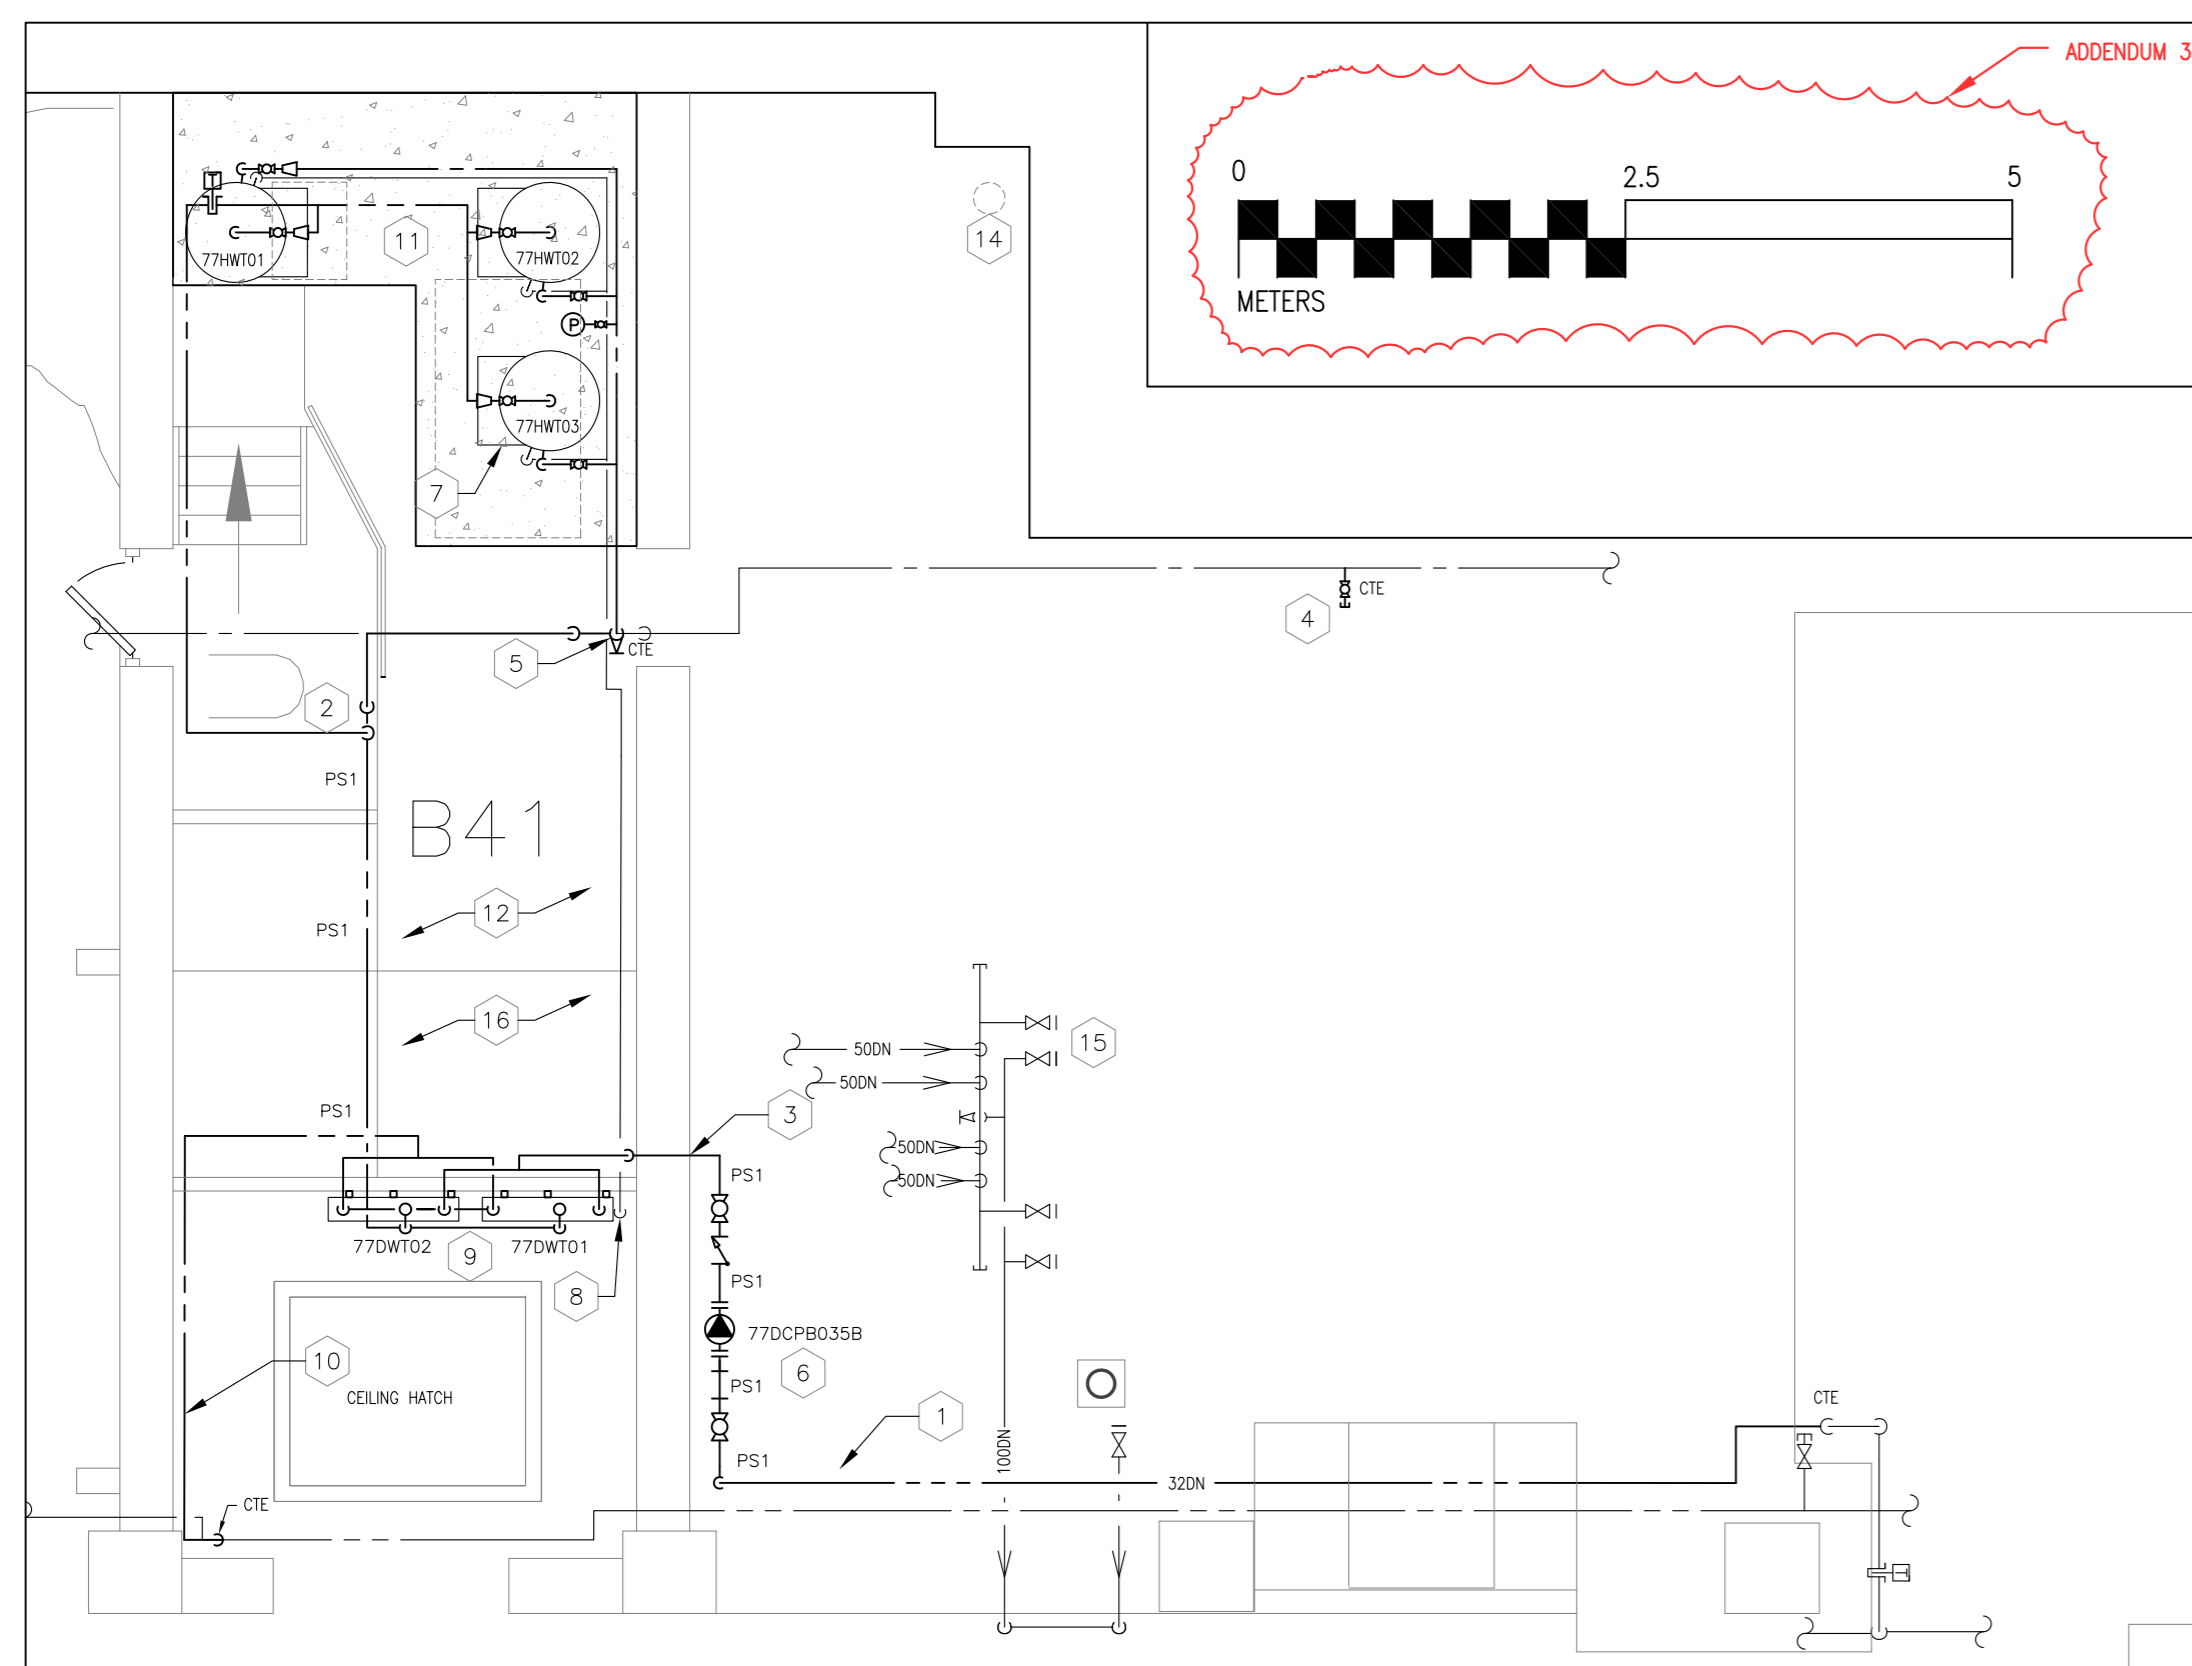 ADDENDUM 3
0
2.5
5
METERS
11
14
77HWT01
77HWT02
P
77HWT03
7
CTE
4
5
CTE
2
PS1
B41
12
PS1
16
15
50DN
50DN
3
PS1
50DN
50DN
PS1
77DWT02
9
77DWT01
8
PS1
77DCPB035B
10
6
PS1
CEILING HATCH
1
CTE
100DN
PS1
32DN
CTE